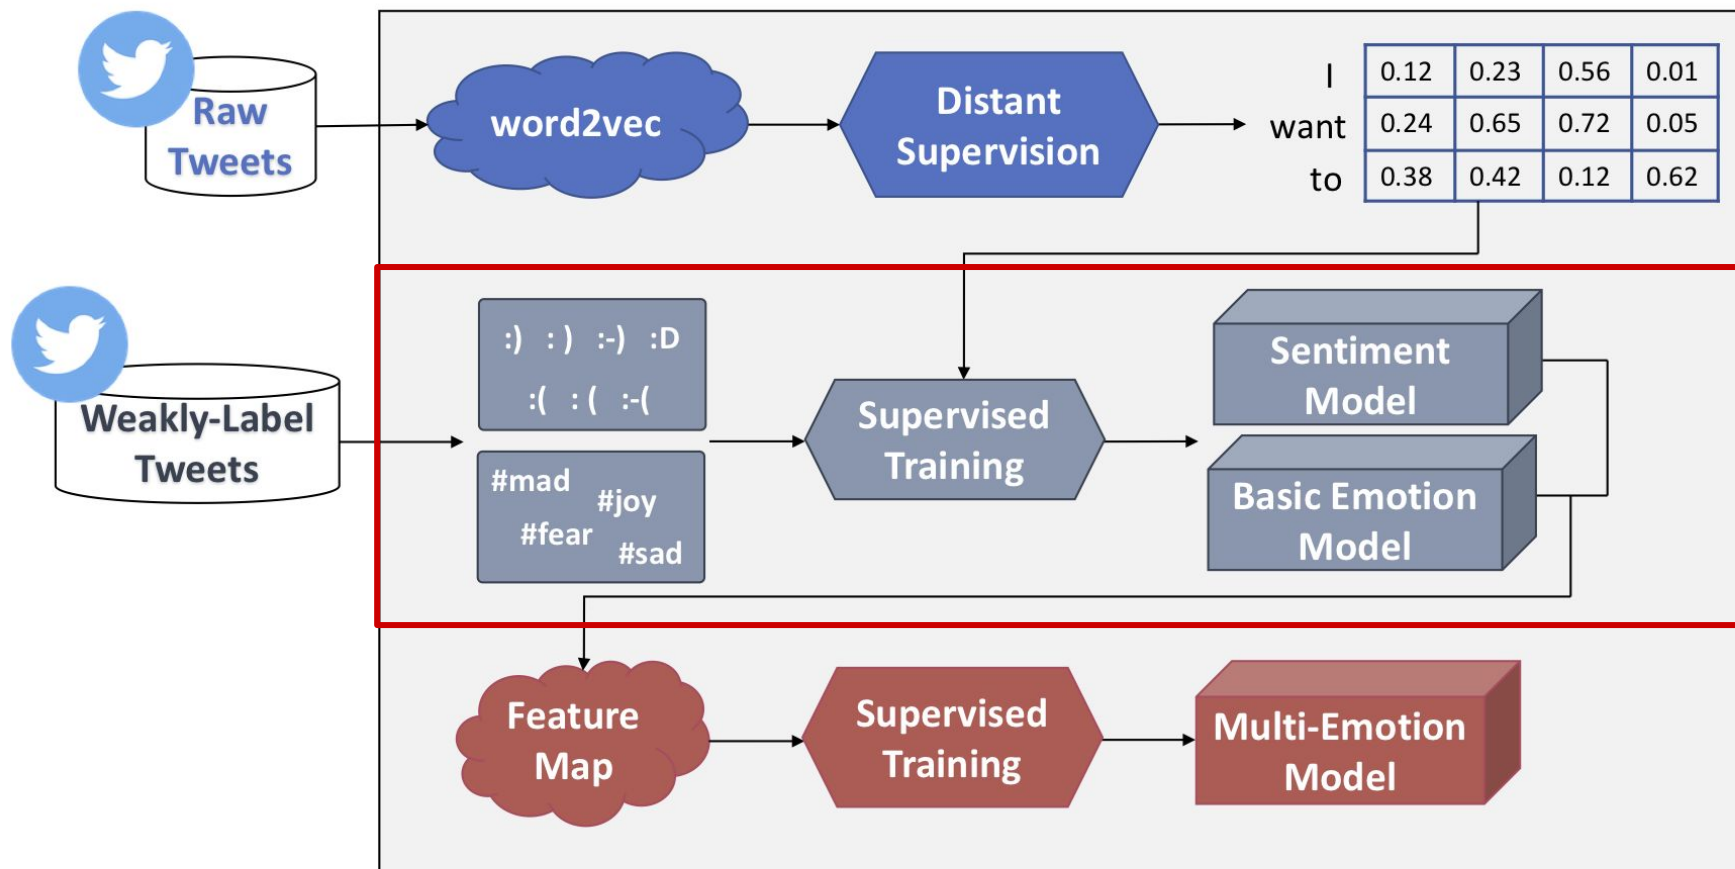 Raw
Tweets
word2vec
Distant
Supervision
I 0.12 0.23 0.56 0.01
want 0.24 0.65 0.72 0.05
to 0.38 0.42 0.12 0.62
Weakly-Label
Tweets
:) : ) :-) :D
:( : ( :-(
#mad
#joy
#fear
#sad
Supervised
Training
Sentiment
Model
Basic Emotion
Model
Feature
Map
Supervised
Training
Multi-Emotion
Model